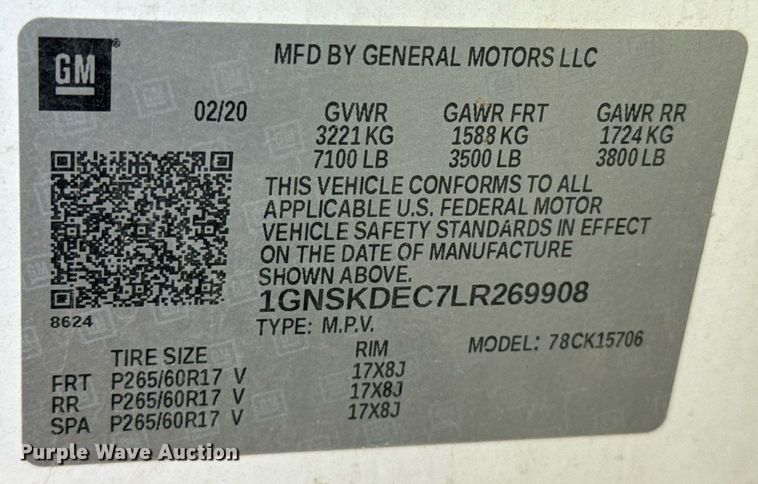 GM®
MFD BY GENERAL MOTORS LLC
02/20 GVWR GAWR FRT GAWR RR
3221 KG 1588 KG 1724 KG
7100 LB 3500 LB 3800 LB
THIS VEHICLE CONFORMS TO ALL
APPLICABLE U.S. FEDERAL MOTOR
VEHICLE SAFETY STANDARDS IN EFFECT
ON THE DATE OF MANUFACTURE
SHOWN ABOVE.
1GNSKDEC7LR269908
8624
TYPE: M.P.V. MODEL: 78CK15706
TIRE SIZE RIM
FRT P265/60R17 V 17X8J
RR P265/60R17 V 17X8J
SPA P265/60R17 V 17X8J
Purple Wave Auction